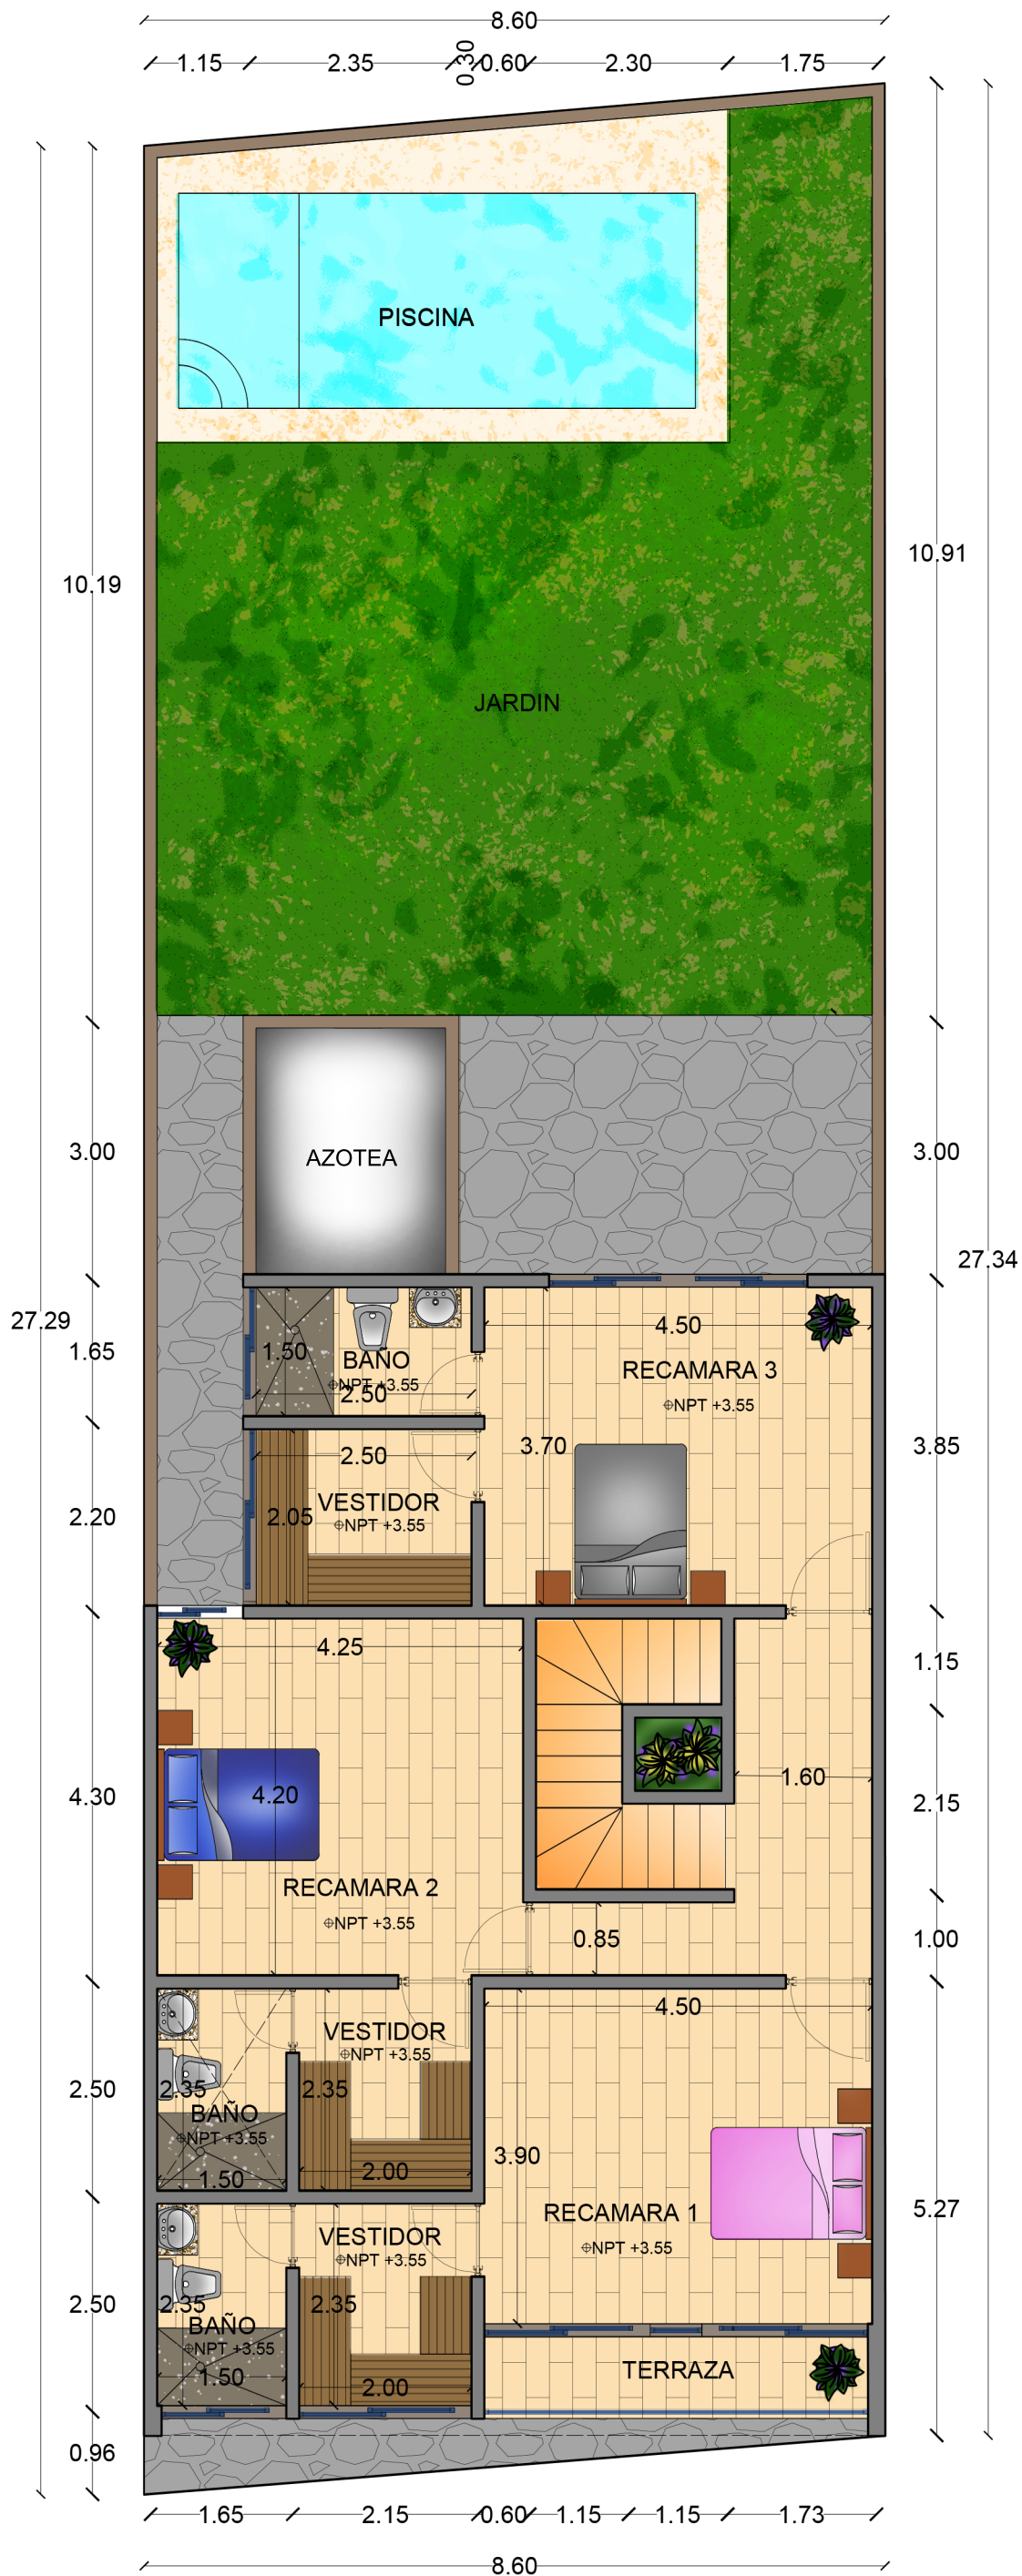 8.60
1.15 2.35 0.30 0.60 2.30 1.75
PISCINA
10.91
10.19
JARDIN
3.00
AZOTEA
3.00
27.34
27.29
1.65
1.50
BAÑO
NPT +3.55
2.50
4.50
RECAMARA 3
NPT +3.55
3.70
3.85
2.50
VESTIDOR
2.05
NPT +3.55
2.20
4.25
1.15
4.30
4.20
1.60
2.15
RECAMARA 2
NPT +3.55
0.85
1.00
4.50
VESTIDOR
NPT +3.55
2.50
2.35
2.35
BAÑO
NPT +3.55
1.50
2.00
3.90
RECAMARA 1
NPT +3.55
5.27
VESTIDOR
NPT +3.55
2.50
2.35
2.35
BAÑO
NPT +3.55
1.50
2.00
TERRAZA
0.96
1.65 2.15 0.60 1.15 1.15 1.73
8.60